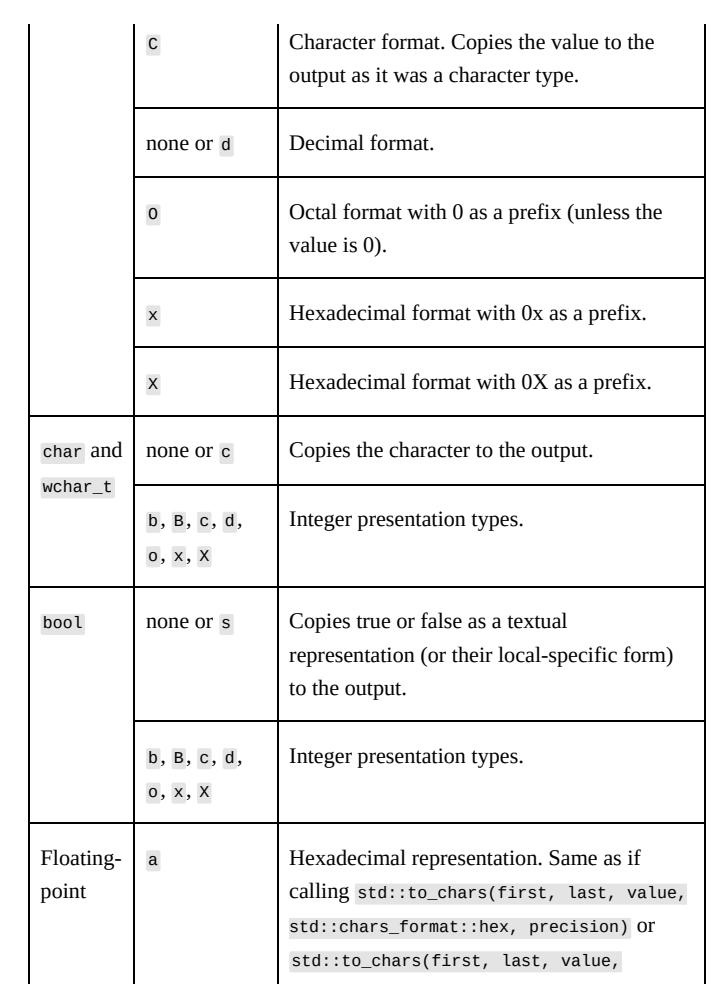 c Character format. Copies the value to the
output as it was a character type.
none or d Decimal format.
o Octal format with 0 as a prefix (unless the
value is 0).
x Hexadecimal format with 0x as a prefix.
X Hexadecimal format with 0X as a prefix.
char and none or c Copies the character to the output.
wchar_t
b, B, c, d, Integer presentation types.
o, x, X
bool none or s Copies true or false as a textual
representation (or their local-specific form)
to the output.
b, B, c, d, Integer presentation types.
o, x, X
Floating- a Hexadecimal representation. Same as if
point calling std::to_chars(first, last, value,
std::chars_format::hex, precision) or
std::to_chars(first, last, value,